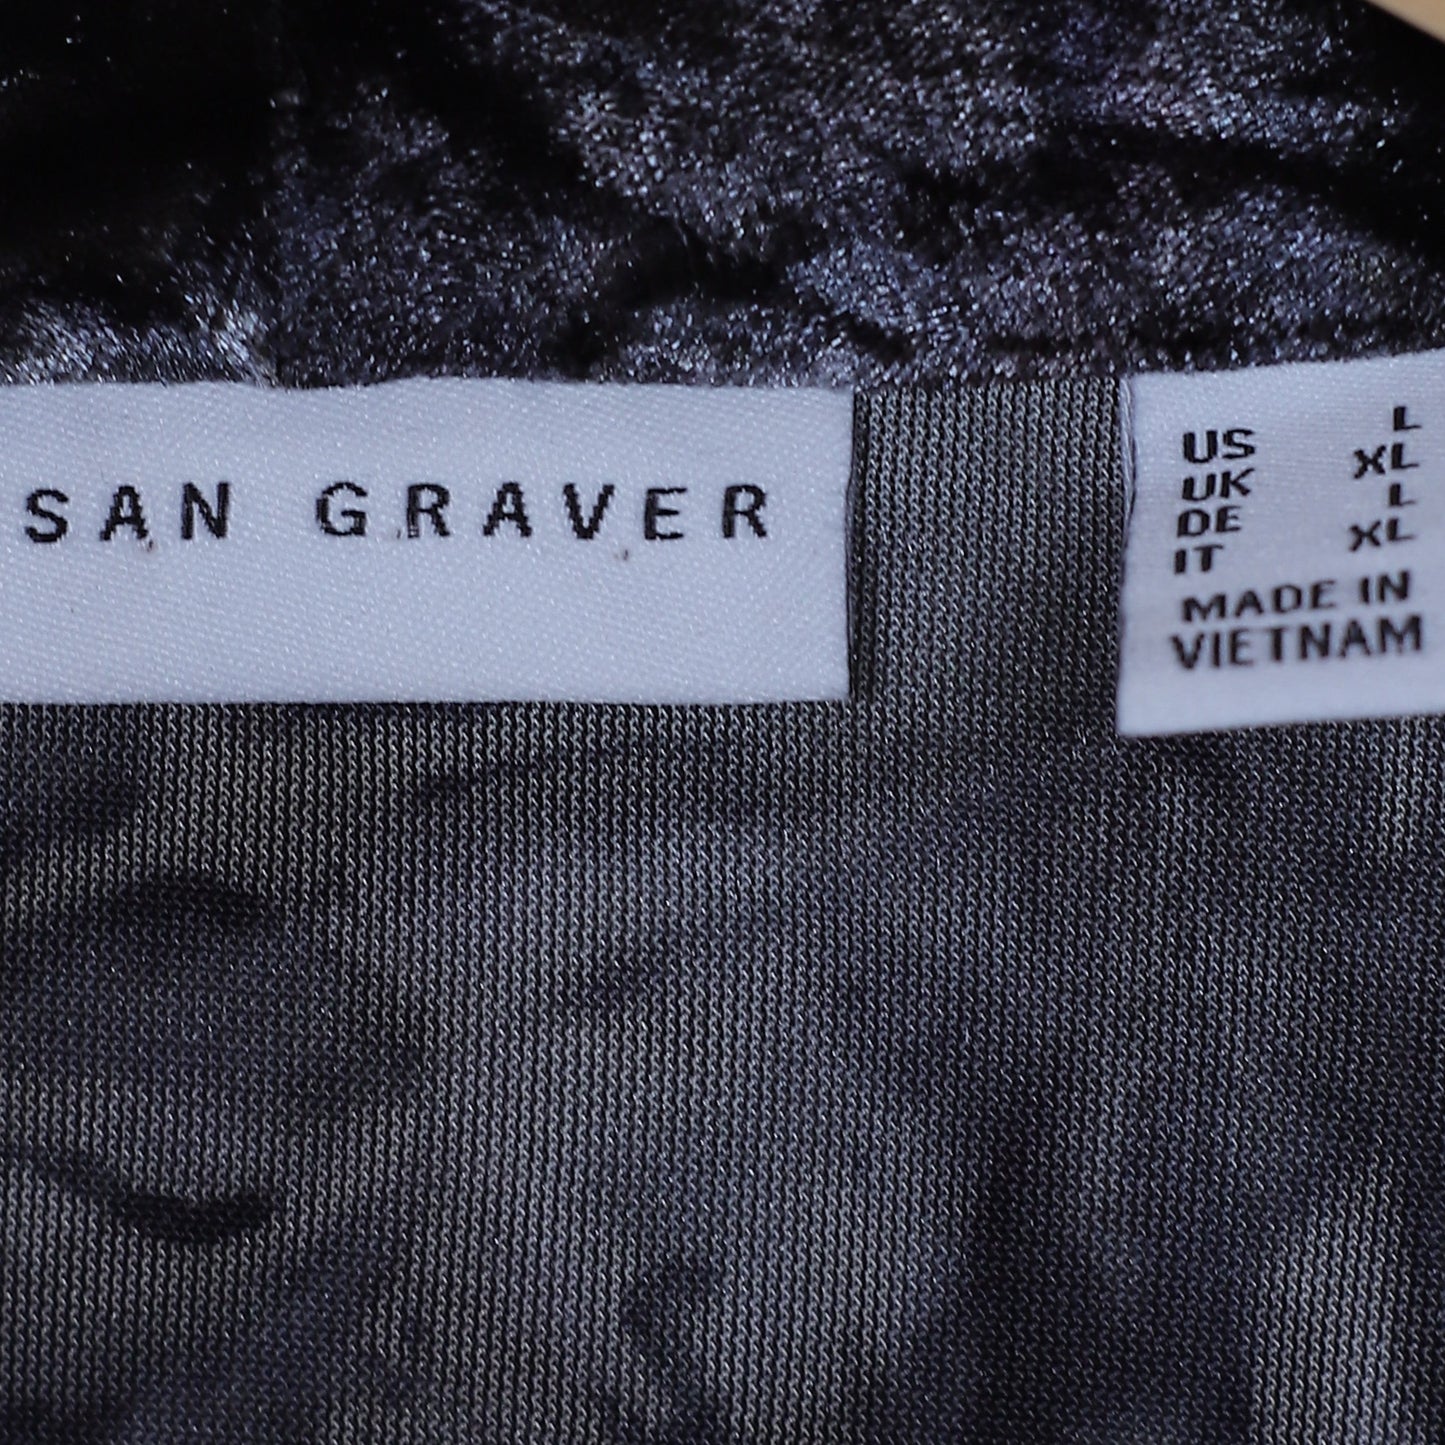 SAN GRAVER
US L
UK XL
DE L
IT XL
MADE IN
VIETNAM